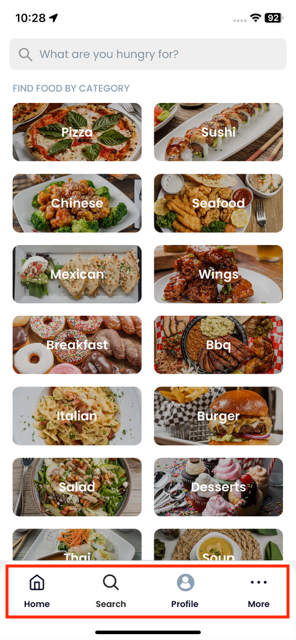 10:28
92
What are you hungry for?
FIND FOOD BY CATEGORY
Pizza
Sushi
Chinese
Seafood
Mexican
Wings
Breakfast
Bbq
Italian
Burger
Salad
Desserts
Thai
Soup
Home
Search
Profile
More